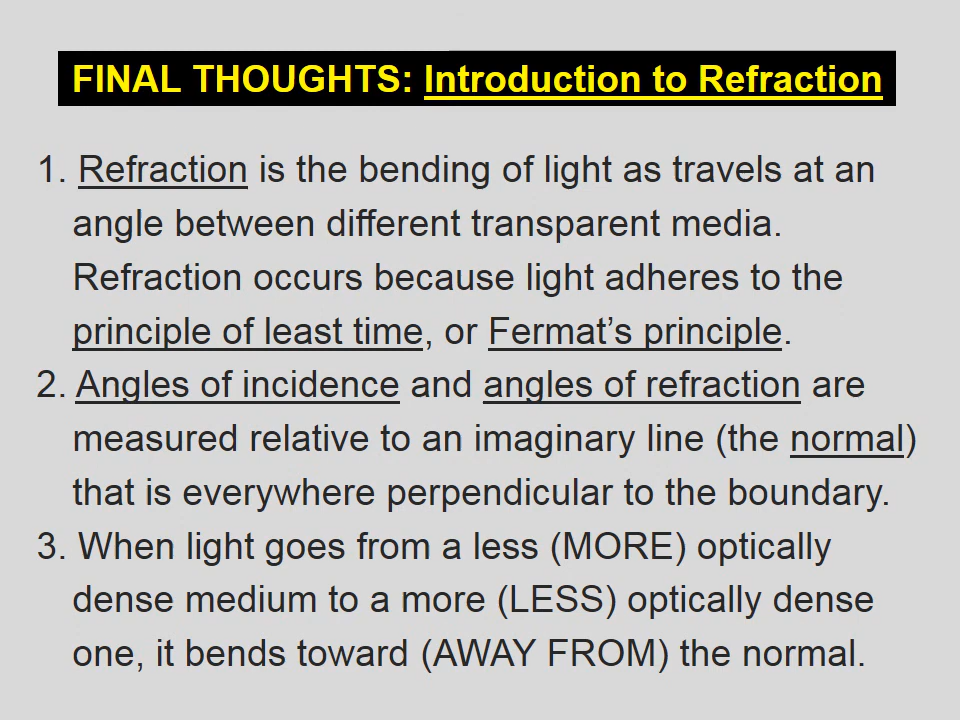 FINAL THOUGHTS: Introduction to Refraction
1. Refraction is the bending of light as travels at an
angle between different transparent media.
Refraction occurs because light adheres to the
principle of least time, or Fermat’s principle.
2. Angles of incidence and angles of refraction are
measured relative to an imaginary line (the normal)
that is everywhere perpendicular to the boundary.
3. When light goes from a less (MORE) optically
dense medium to a more (LESS) optically dense
one, it bends toward (AWAY FROM) the normal.